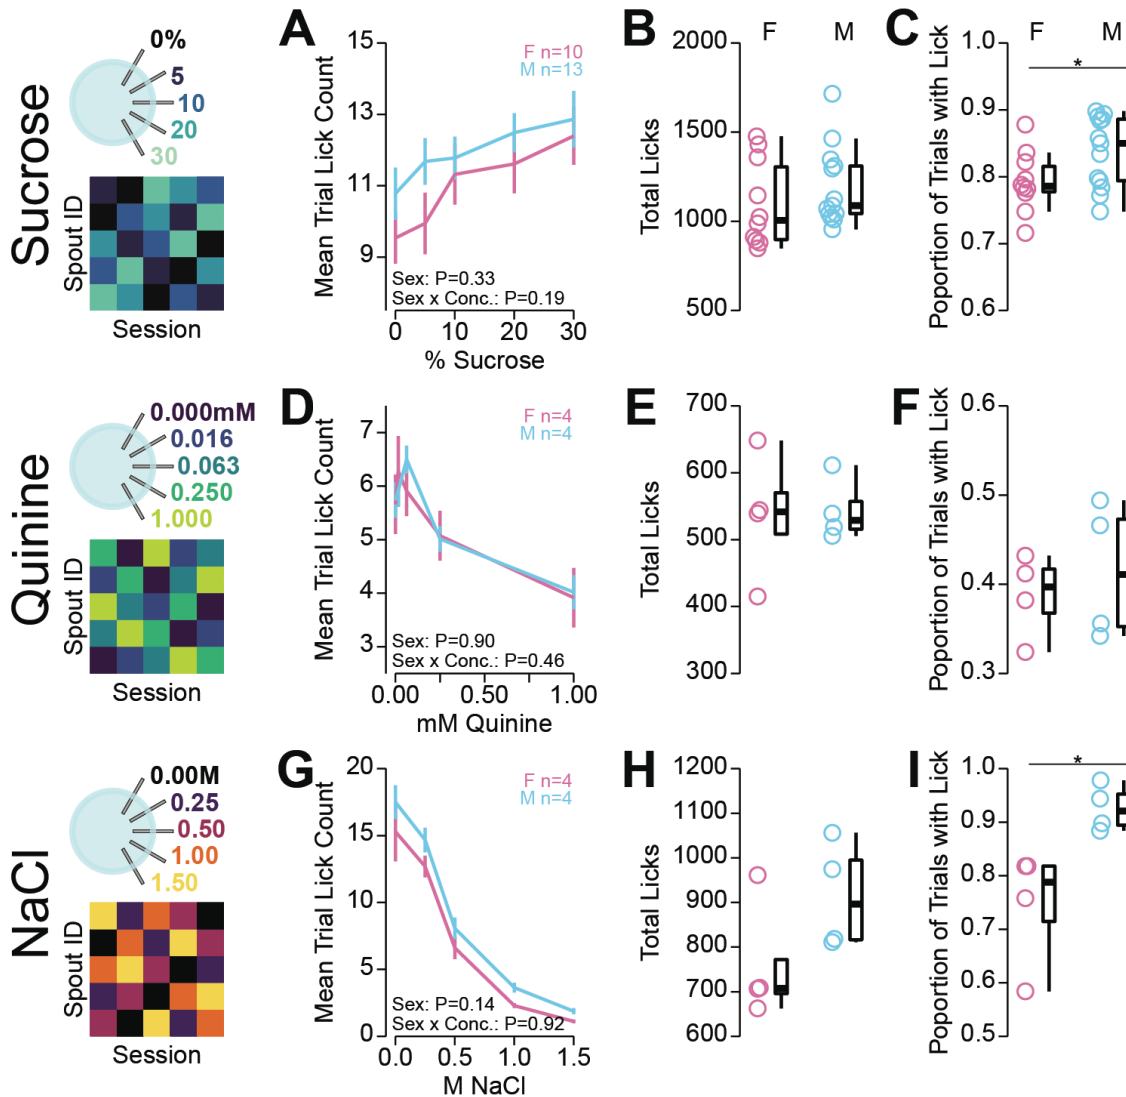 Sucrose
0%
5
10
20
30
Spout ID
Session
A
Mean Trial Lick Count
15
13
11
9
F n=10
M n=13
Sex: P=0.33
Sex x Conc.: P=0.19
0 10 20 30
% Sucrose
B
F M
Total Licks
2000
1500
1000
500
C
F M
Poportion of Trials with Lick
1.0
0.9
0.8
0.7
0.6
*
Quinine
0.000mM
0.016
0.063
0.250
1.000
Spout ID
Session
D
Mean Trial Lick Count
7
6
5
4
3
F n=4
M n=4
Sex: P=0.90
Sex x Conc.: P=0.46
0.00 0.50 1.00
mM Quinine
E
Total Licks
700
600
500
400
300
F
Poportion of Trials with Lick
0.6
0.5
0.4
0.3
NaCl
0.00M
0.25
0.50
1.00
1.50
Spout ID
Session
G
Mean Trial Lick Count
20
15
10
5
0
F n=4
M n=4
Sex: P=0.14
Sex x Conc.: P=0.92
0.0 0.5 1.0 1.5
M NaCl
H
Total Licks
1200
1100
1000
900
800
700
600
I
Poportion of Trials with Lick
1.0
0.9
0.8
0.7
0.6
0.5
*